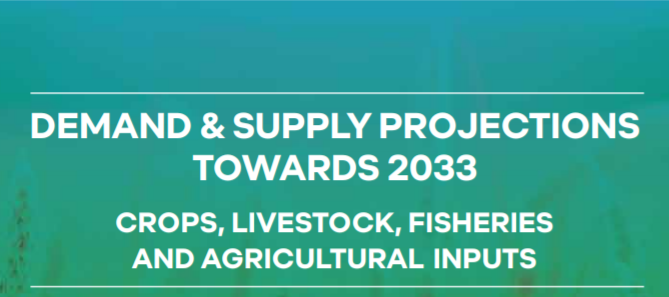 DEMAND & SUPPLY PROJECTIONS
TOWARDS 2033
CROPS, LIVESTOCK, FISHERIES
AND AGRICULTURAL INPUTS